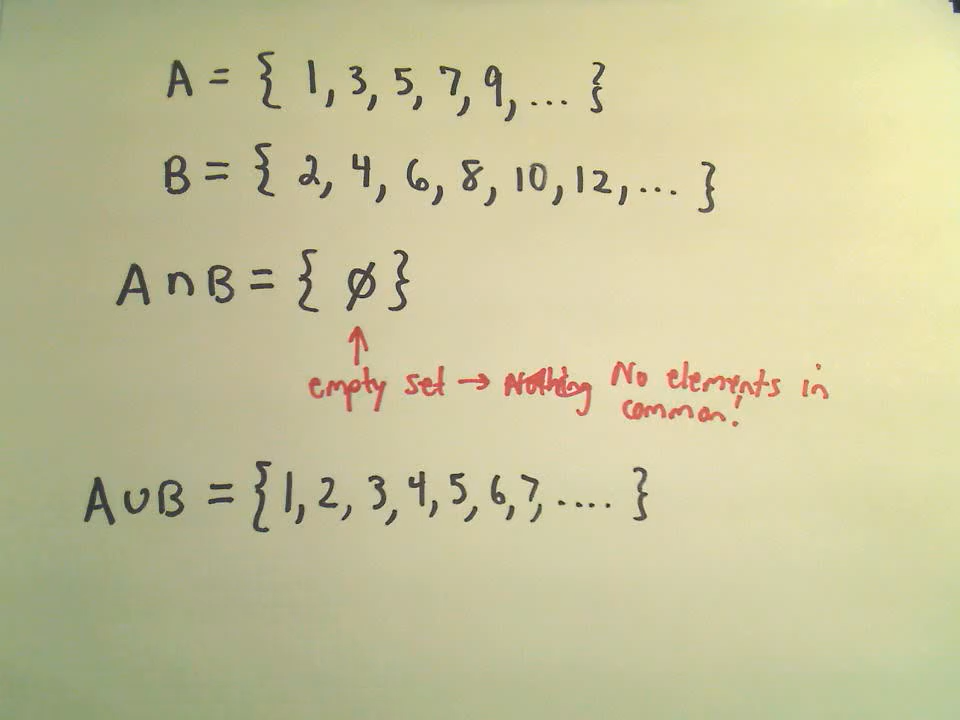 A = { 1, 3, 5, 7, 9, ... }
B = { 2, 4, 6, 8, 10, 12, ... }
A ∩ B = { ∅ }
empty set → Nothing No elements in
common!
A ∪ B = { 1, 2, 3, 4, 5, 6, 7, .... }